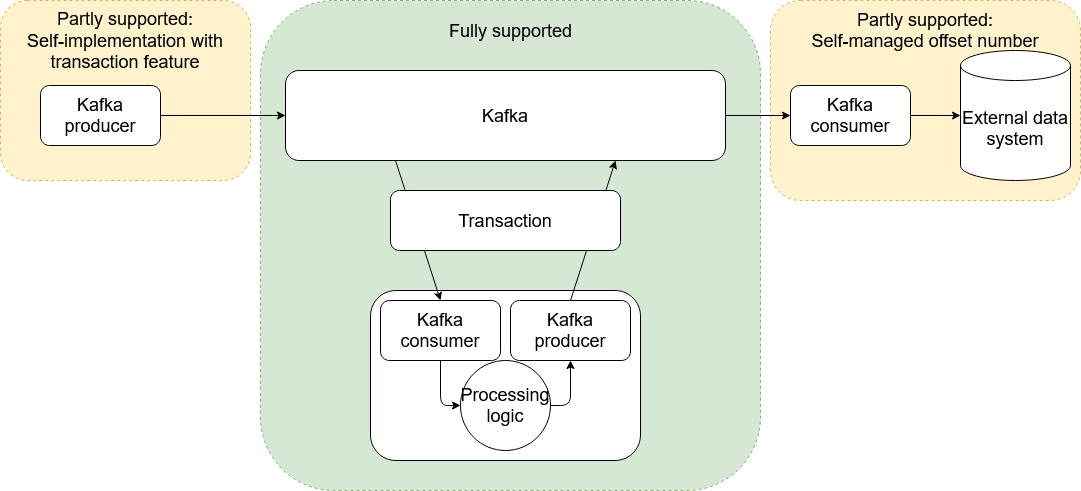 Partly supported:
Self-implementation with
transaction feature
Kafka
producer
Fully supported
Kafka
Transaction
Kafka
consumer
Kafka
producer
Processing
logic
Partly supported:
Self-managed offset number
Kafka
consumer
External data
system